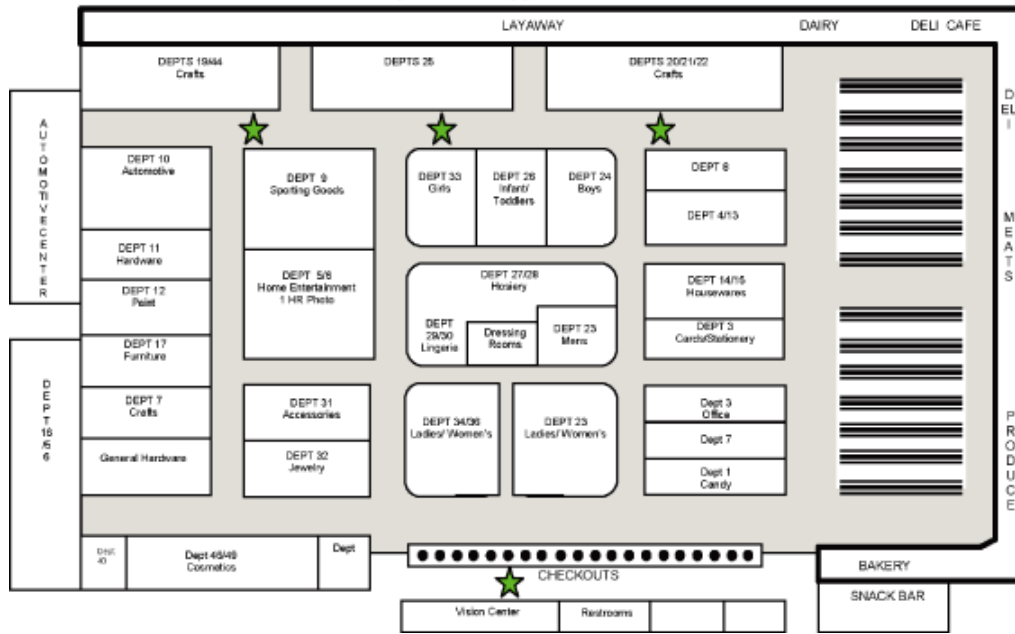 LAYAWAY
DAIRY
DELI CAFE
DEPTS 19/44
Crafts
DEPTS 25
DEPTS 20/21/22
Crafts
AUTOMOTIVECENTER
DELI
DEPT 10
Automotive
DEPT 9
Sporting Goods
DEPT 33
Girls
DEPT 26
Infant/
Toddlers
DEPT 24
Boys
DEPT 6
DEPT 4/13
MEATS
DEPT 11
Hardware
DEPT 5/6
Home Entertainment
1 HR Photo
DEPT 27/28
Hosiery
DEPT 14/15
Housewares
DEPT 12
Paint
DEPT
29/30
Lingerie
Dressing
Rooms
DEPT 23
Mens
DEPT 3
Cards/Stationery
DEPT 17
Furniture
DEPT
DEPT 7
Crafts
DEPT 31
Accessories
DEPT 34/36
Ladies/ Women's
DEPT 23
Ladies/ Women's
Dept 3
Office
Dept 7
PRODUCE
General Hardware
DEPT 32
Jewelry
Dept 1
Candy
Dept
40
Dept 46/49
Cosmetics
Dept
CHECKOUTS
BAKERY
Vision Center
Restrooms
SNACK BAR